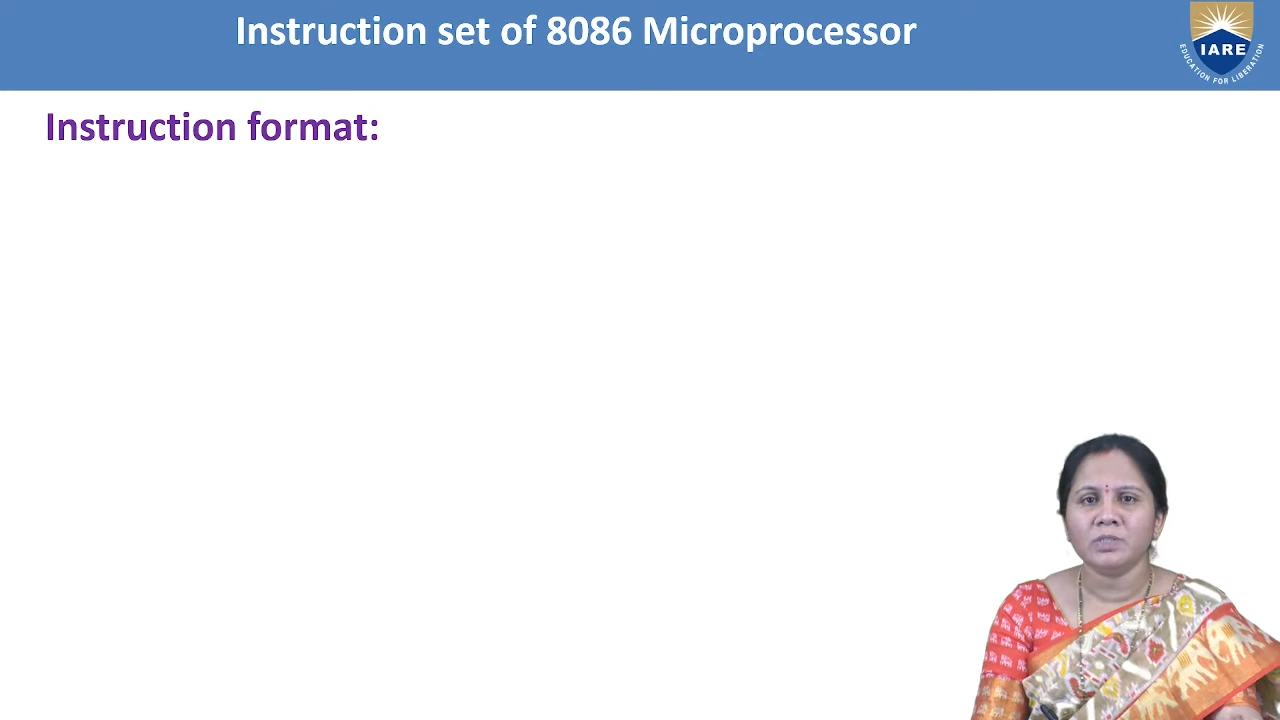 Instruction set of 8086 Microprocessor
IARE
EDUCATION FOR LIBERATION
Instruction format: